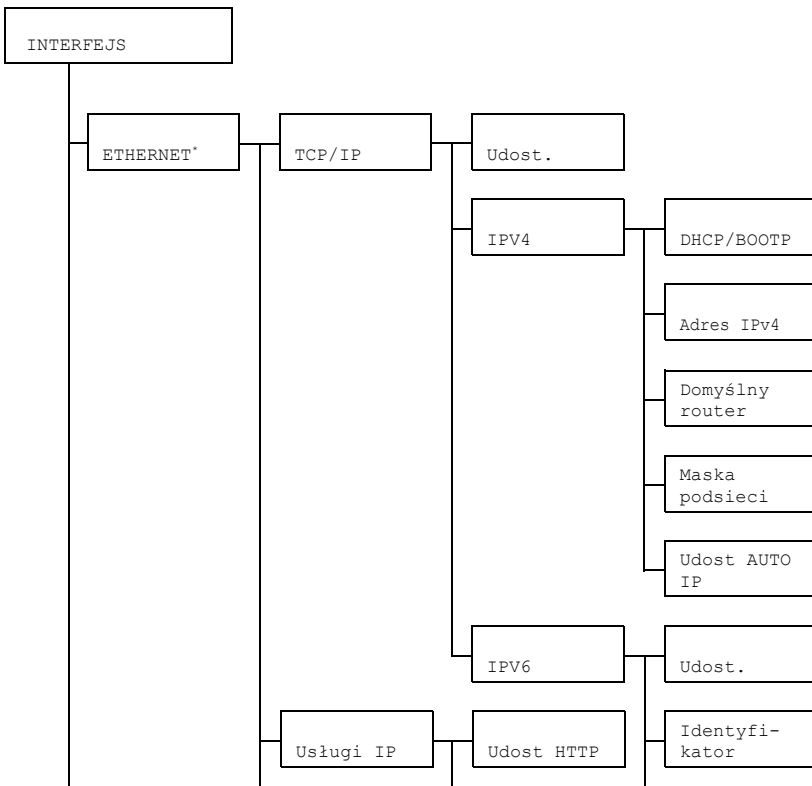 INTERFEJS
ETHERNET*
TCP/IP
Udost.
IPV4
DHCP/BOOTP
Adres IPv4
Domyślny
router
Maska
podsieci
Udost AUTO
IP
IPV6
Udost.
Usługi IP
Udost HTTP
Identyfi-
kator